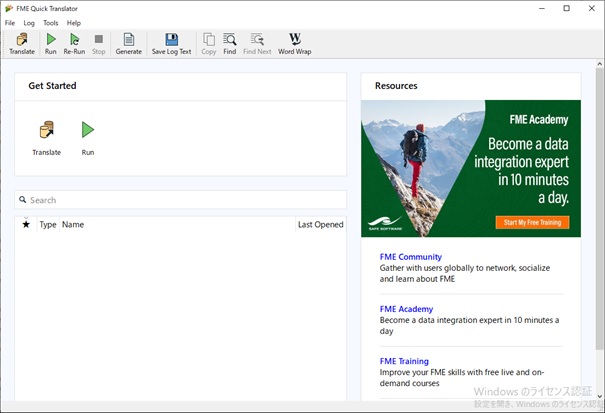 FME Quick Translator
File Log Tools Help
Translate Run Re-Run Stop Generate Save Log Text Copy Find Find Next Word Wrap
Get Started
Translate Run
Search
Type Name Last Opened
Resources
FME Academy
Become a data
integration expert
in 10 minutes
a day.
SAFE SOFTWARE
Start My Free Training
FME Community
Gather with users globally to network, socialize
and learn about FME
FME Academy
Become a data integration expert in 10 minutes a
day
FME Training
Improve your FME skills with free live and on-
demand courses
Windows のライセンス認証
設定を開き、Windows のライセンス認証